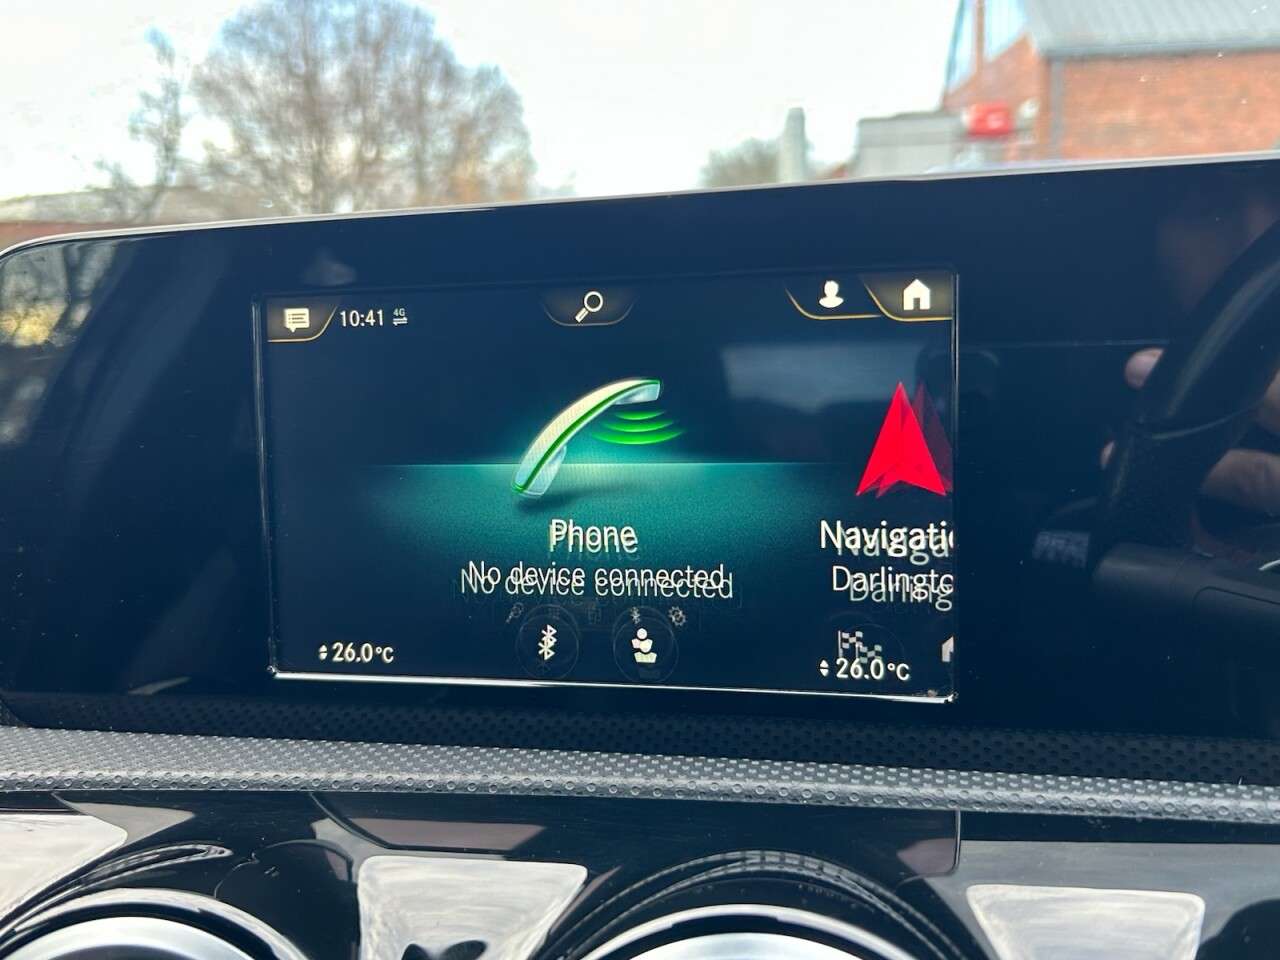 10:41 4G
Phone
No device connected
Navigatio
Darlingto
26.0°C
26.0°C